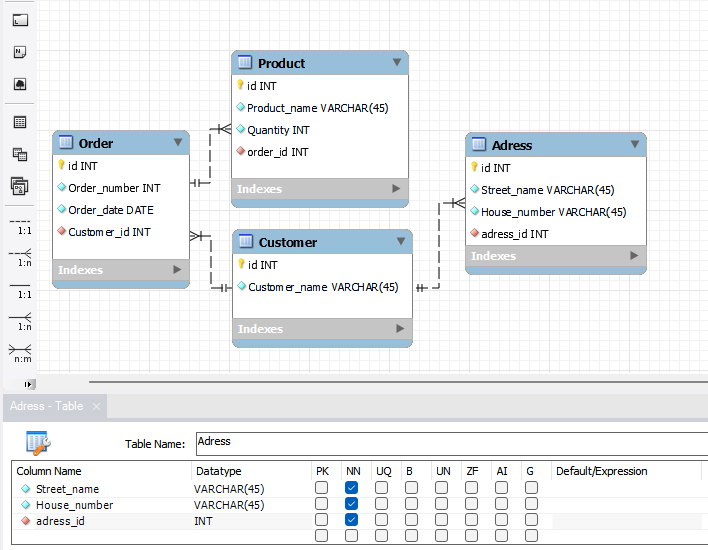 Product
id INT
Product_name VARCHAR(45)
Quantity INT
order_id INT
Indexes
Order
id INT
Order_number INT
Order_date DATE
Customer_id INT
Indexes
Adress
id INT
Street_name VARCHAR(45)
House_number VARCHAR(45)
adress_id INT
Indexes
Customer
id INT
Customer_name VARCHAR(45)
Indexes
1:1
1:n
1:1
1:n
n:m
Adress - Table
Table Name: Adress
Column Name Datatype PK NN UQ B UN ZF AI G Default/Expression
Street_name VARCHAR(45)
House_number VARCHAR(45)
adress_id INT